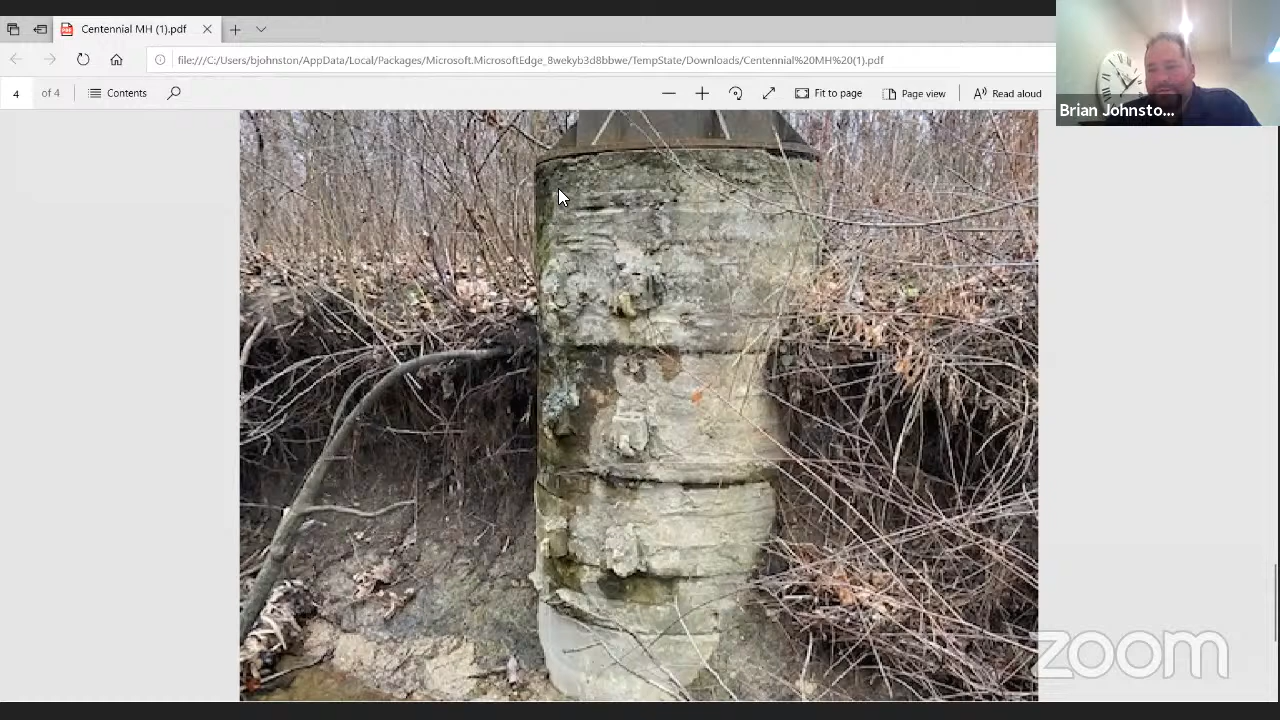 Centennial MH (1).pdf
file:///C:/Users/bjohnston/AppData/Local/Packages/Microsoft.MicrosoftEdge_8wekyb3d8bbwe/TempState/Downloads/Centennial%20MH%20(1).pdf
4 of 4 Contents Fit to page Page view Read aloud
Brian Johnsto...
zoom